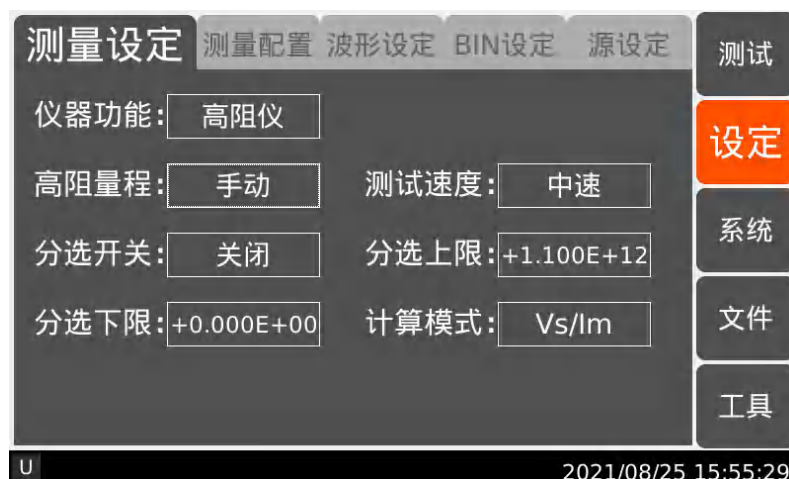 测量设定 测量配置 波形设定 BIN设定 源设定 测试
仪器功能: 高阻仪
设定
高阻量程: 手动 测试速度: 中速
系统
分选开关: 关闭 分选上限: +1.100E+12
分选下限: +0.000E+00 计算模式: Vs/Im 文件
工具
U 2021/08/25 15:55:29